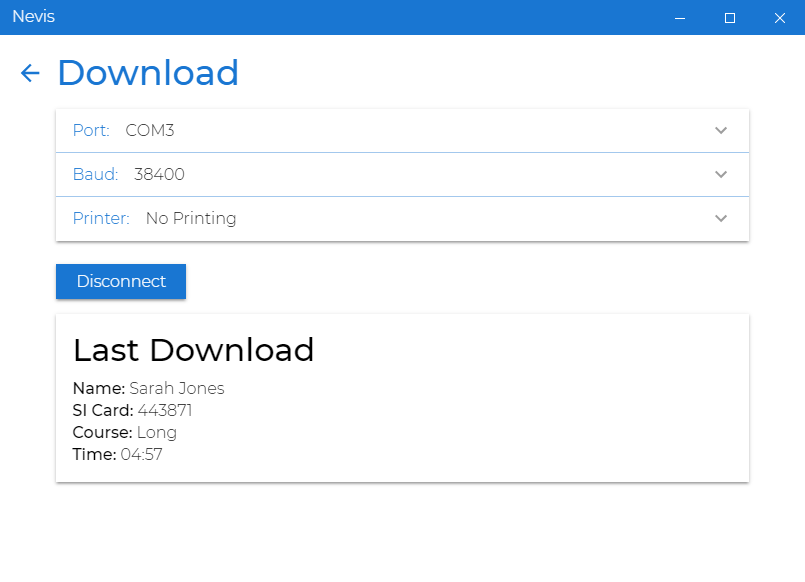 Nevis
Download
Port: COM3
Baud: 38400
Printer: No Printing
Disconnect
Last Download
Name: Sarah Jones
SI Card: 443871
Course: Long
Time: 04:57